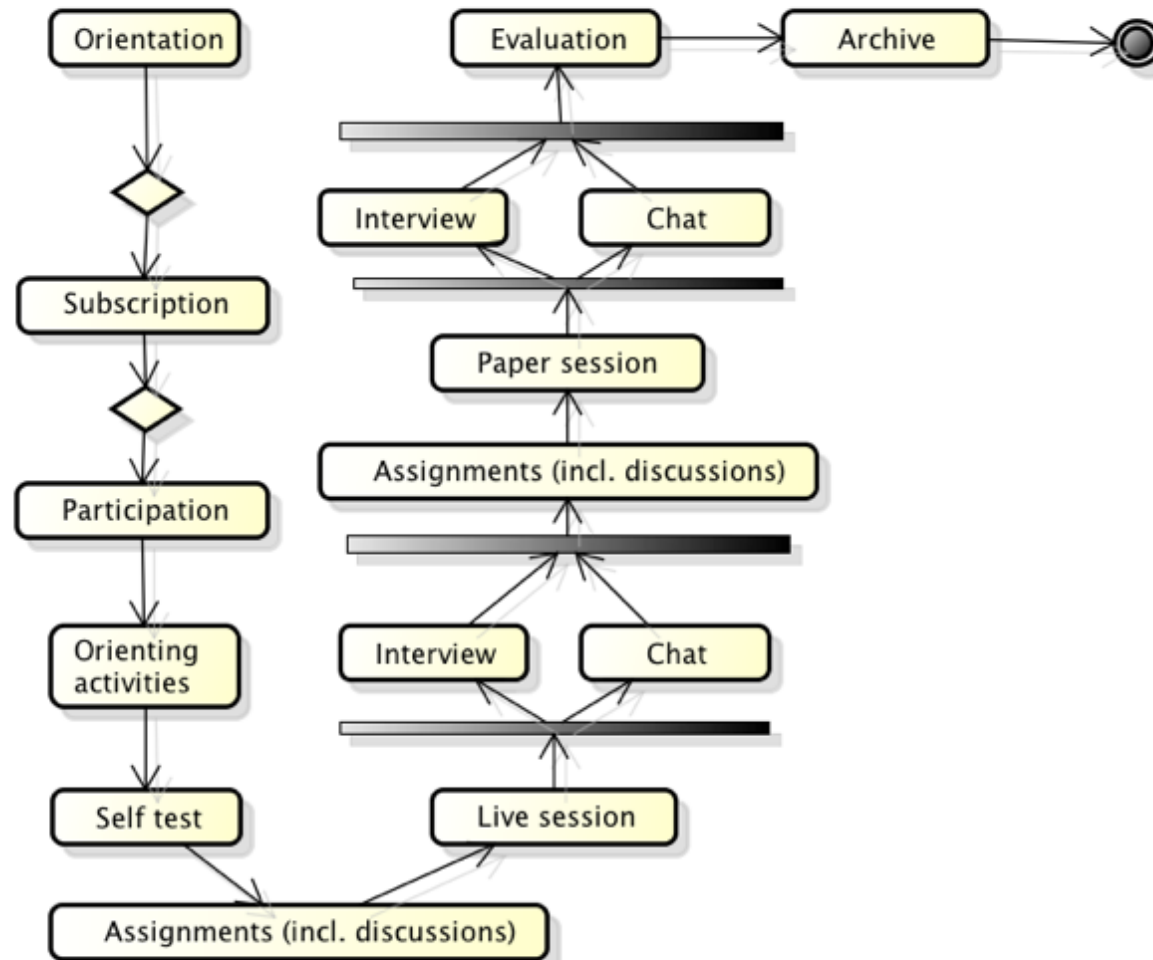 Orientation
Subscription
Participation
Orienting
activities
Self test
Assignments (incl. discussions)
Live session
Interview
Chat
Assignments (incl. discussions)
Paper session
Interview
Chat
Evaluation
Archive